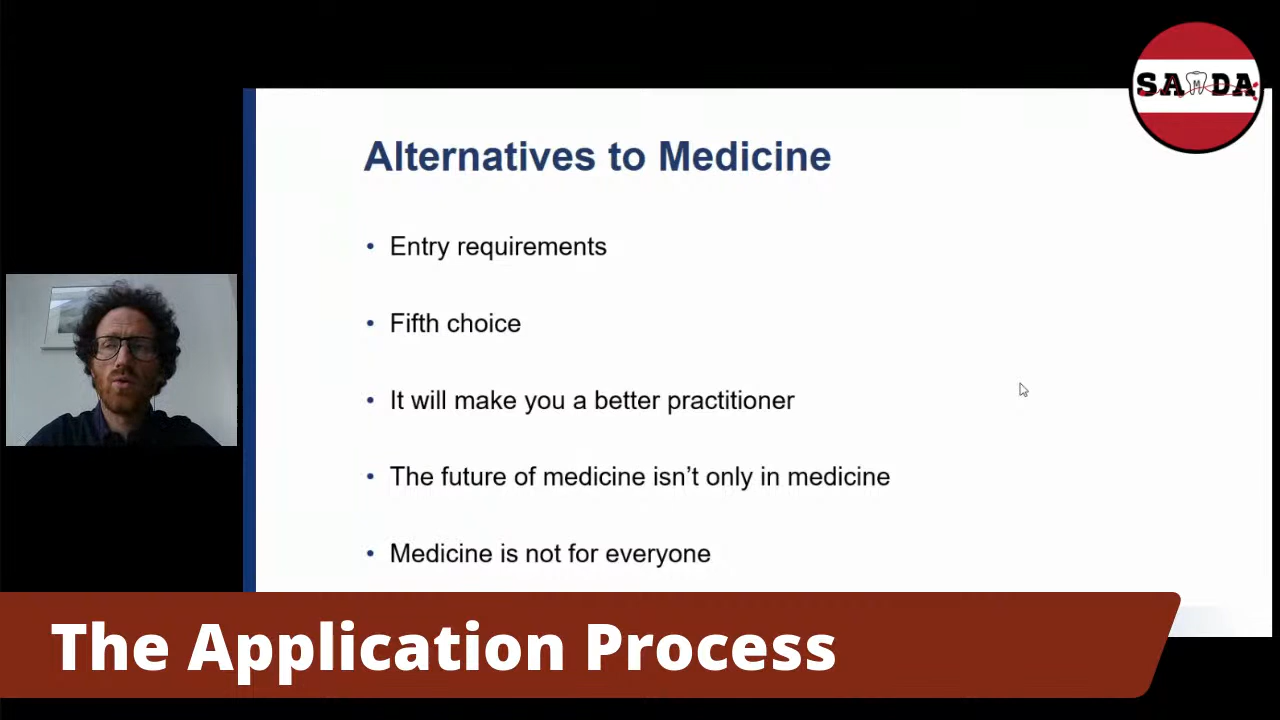 SAMDA
Alternatives to Medicine
• Entry requirements
• Fifth choice
• It will make you a better practitioner
• The future of medicine isn’t only in medicine
• Medicine is not for everyone
The Application Process